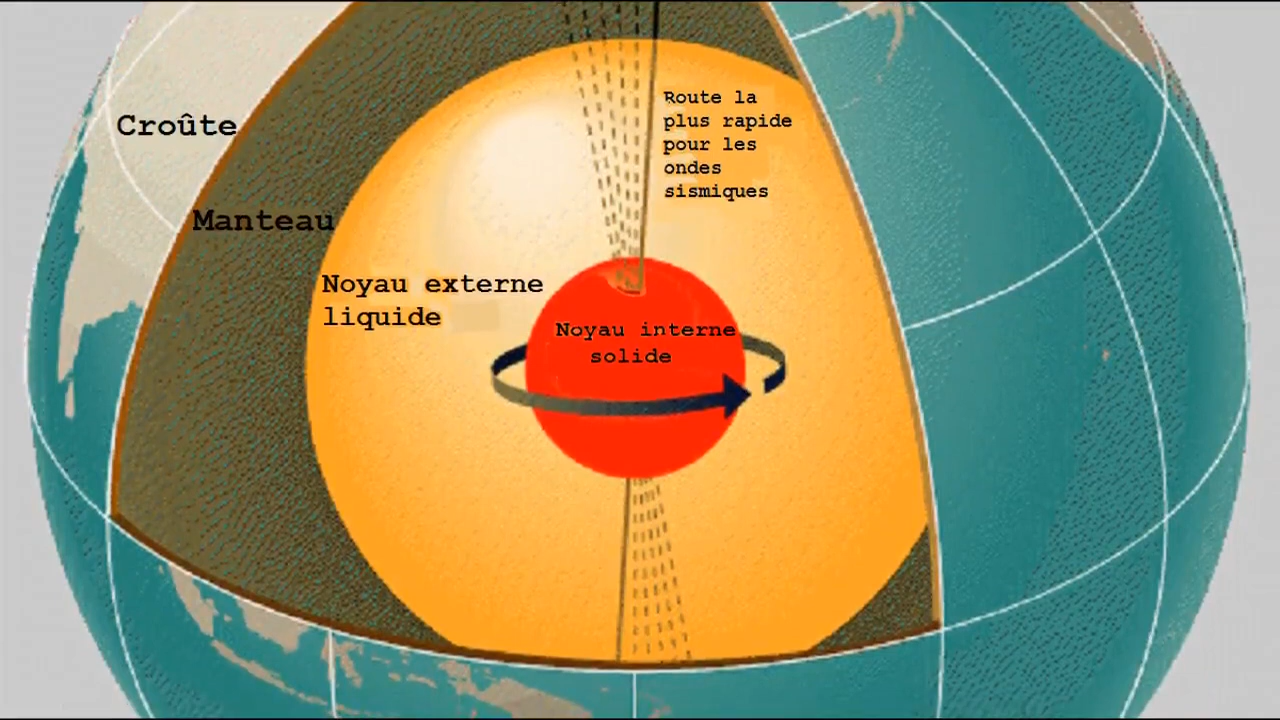 Croûte
Manteau
Noyau externe
liquide
Noyau interne
solide
Route la
plus rapide
pour les
ondes
sismiques